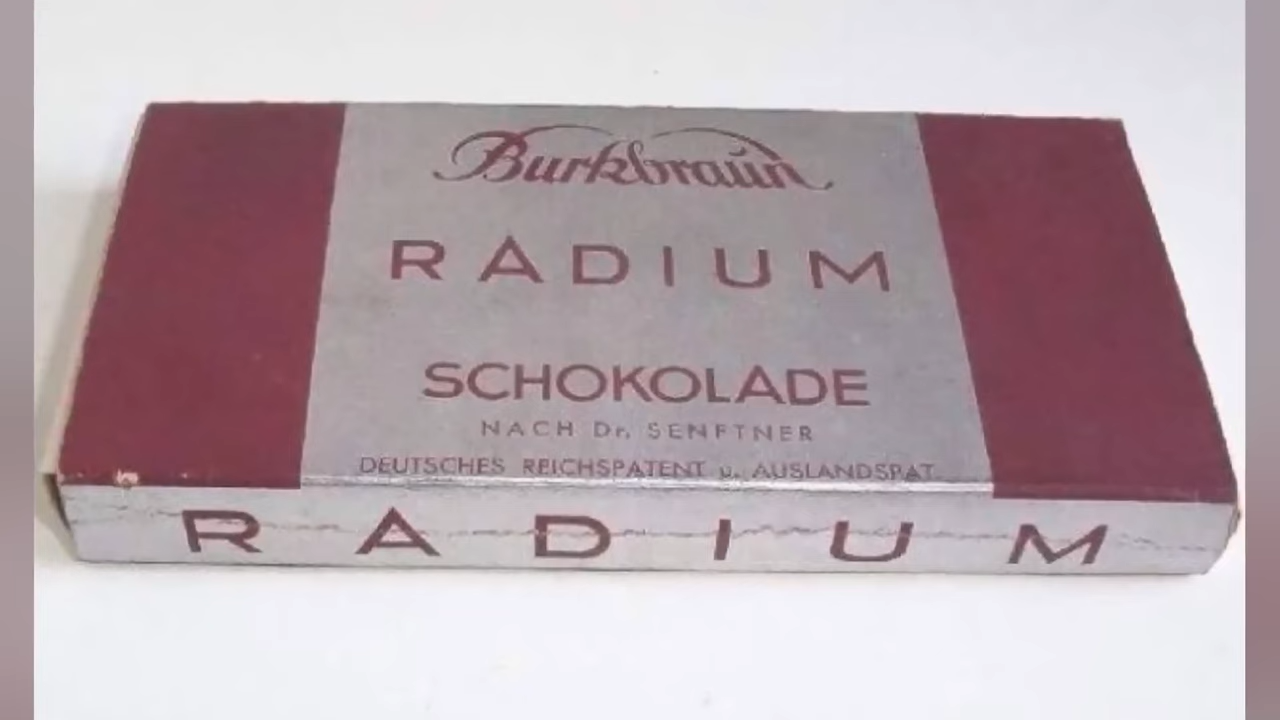 Burkbraun
RADIUM
SCHOKOLADE
NACH Dr. SENFTNER
DEUTSCHES REICHSPATENT u. AUSLANDSPAT.
RADIUM